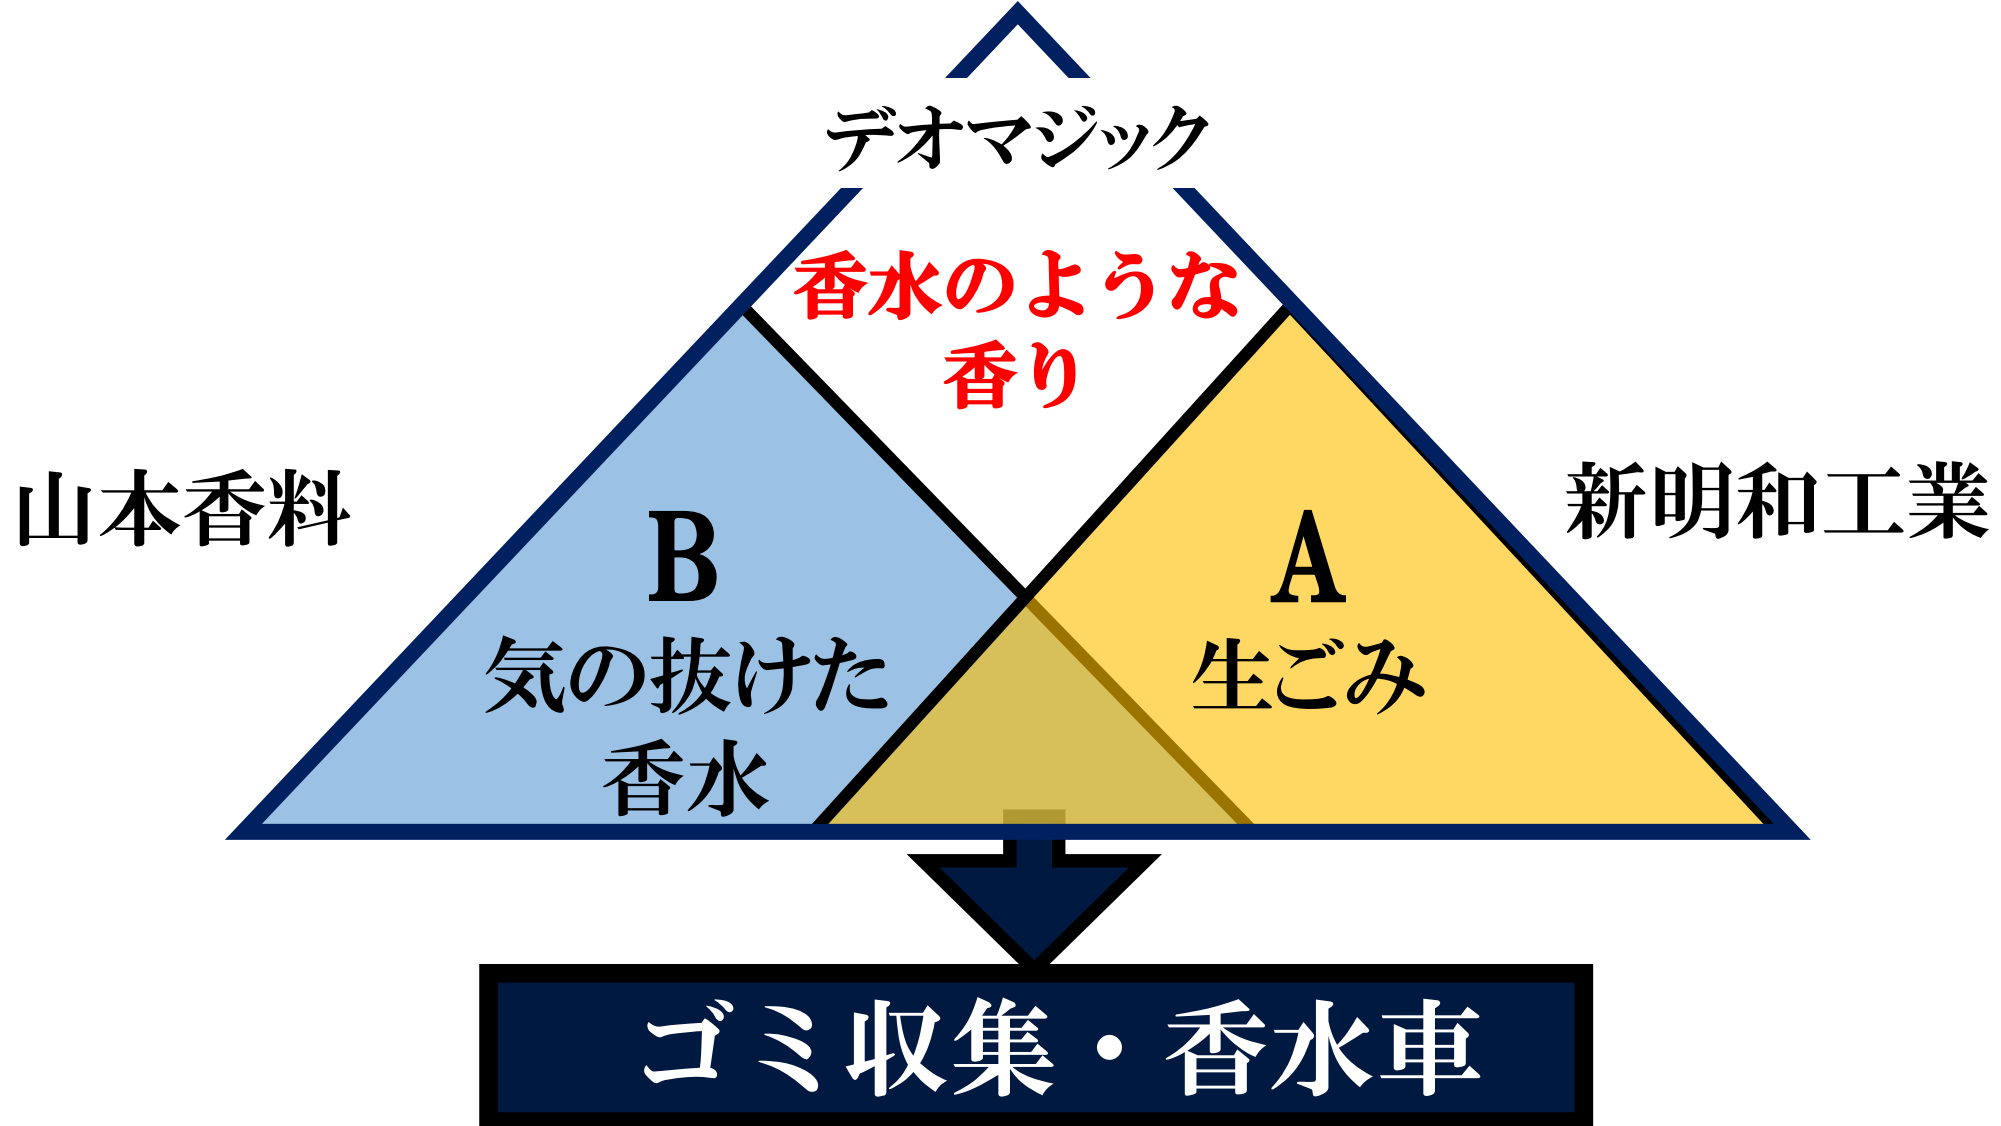 デオマジック
香水のような
香り
山本香料
新明和工業
B
気の抜けた
香水
A
生ごみ
ゴミ収集・香水車